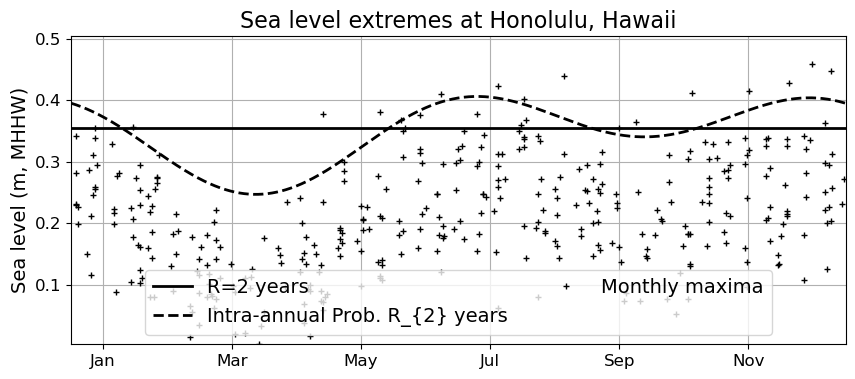 Sea level extremes at Honolulu, Hawaii
Sea level (m, MHHW)
0.5
0.4
0.3
0.2
0.1
R=2 years
Intra-annual Prob. R_{2} years
Monthly maxima
Jan
Mar
May
Jul
Sep
Nov